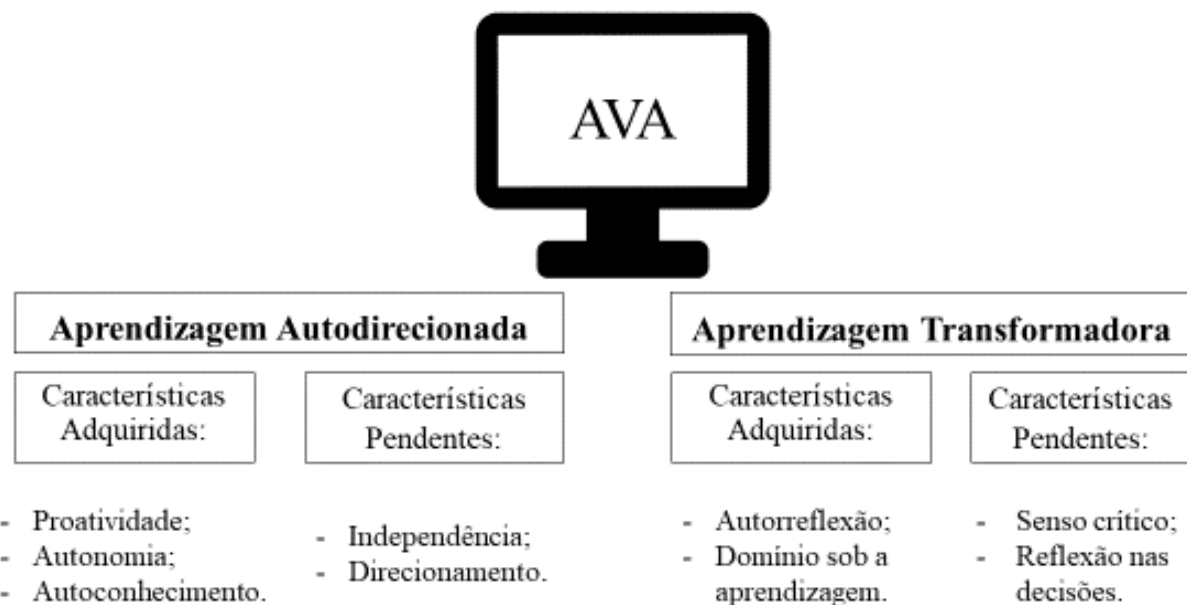 AVA
Aprendizagem Autodirecionada
Características
Adquiridas:
Características
Pendentes:
- Proatividade;
- Autonomia;
- Autoconhecimento.
- Independência;
- Direcionamento.
Aprendizagem Transformadora
Características
Adquiridas:
Características
Pendentes:
- Autorreflexão;
- Domínio sob a
aprendizagem.
- Senso crítico;
- Reflexão nas
decisões.